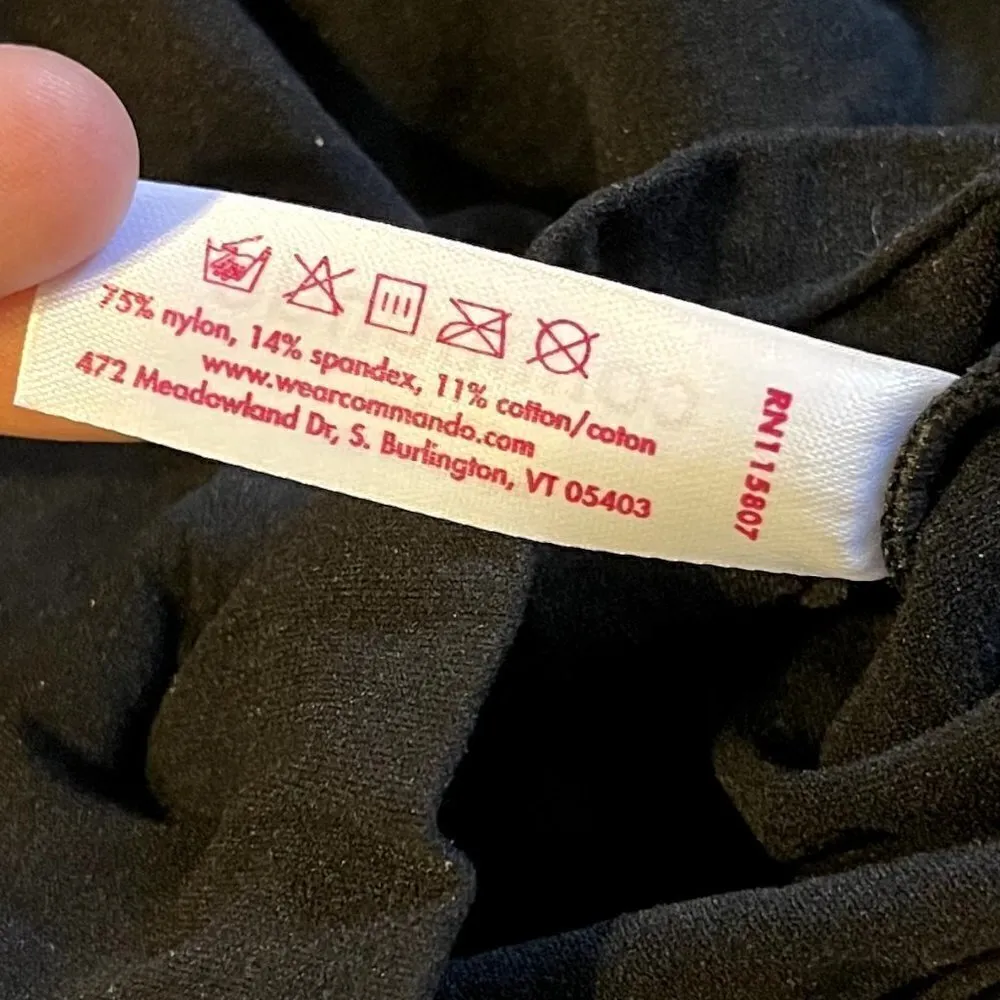 75% nylon, 14% spandex, 11% cotton/coton
www.wearcommando.com
472 Meadowland Dr, S. Burlington, VT 05403
RN115807